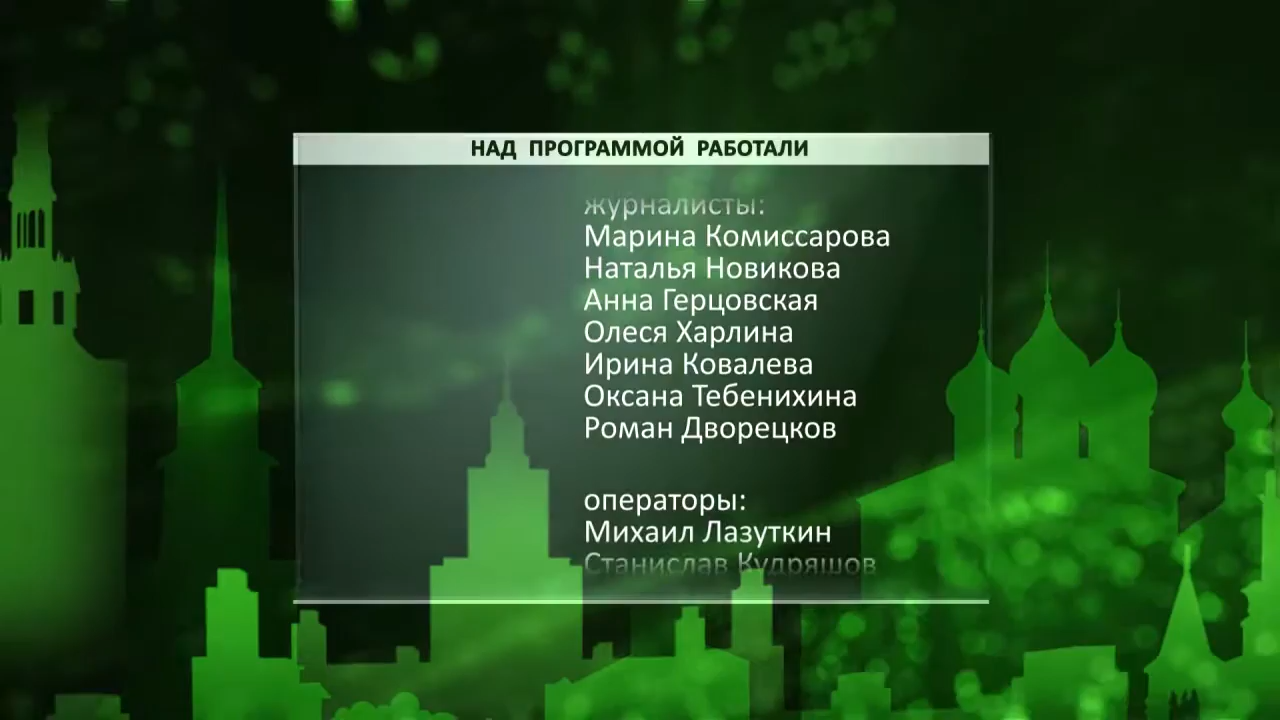 НАД ПРОГРАММОЙ РАБОТАЛИ
журналисты:
Марина Комиссарова
Наталья Новикова
Анна Герцовская
Олеся Харлина
Ирина Ковалева
Оксана Тебенихина
Роман Дворецков
операторы:
Михаил Лазуткин
Станислав Кудряшов